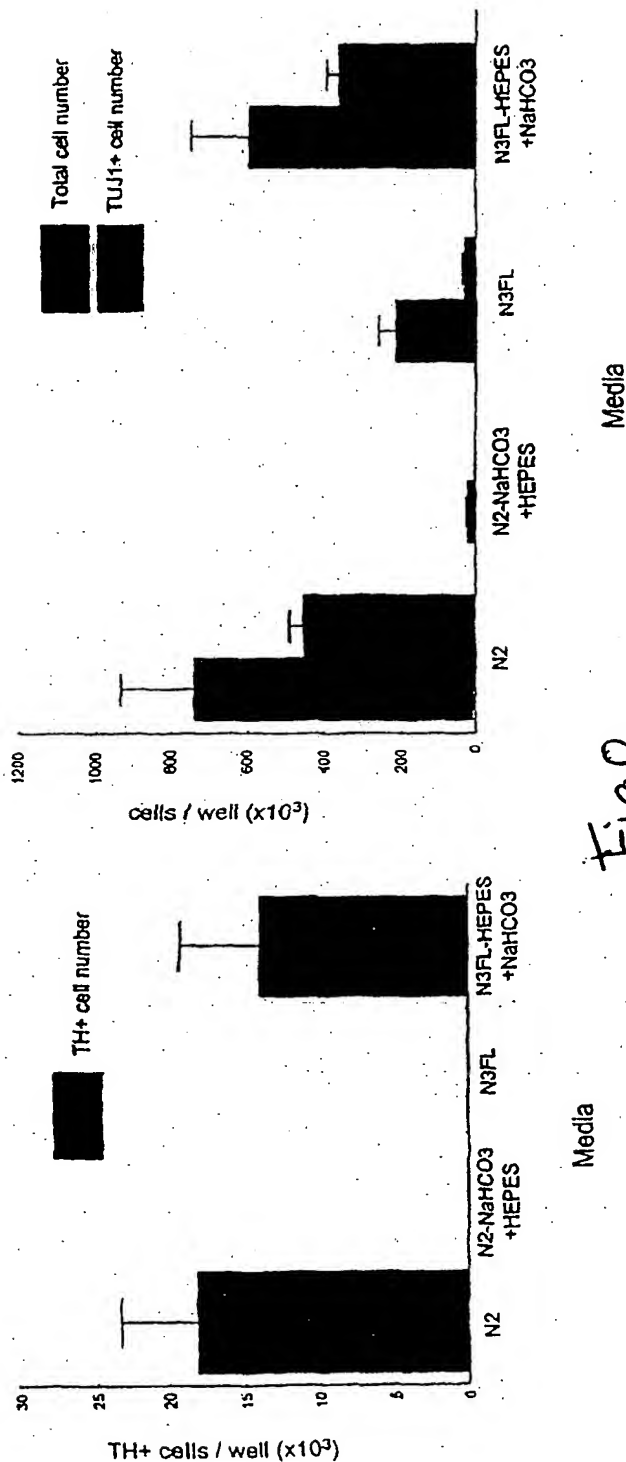 TH+ cells / well (x10³)
30
25
20
15
10
5
0
TH+ cell number
N2
N2-NaHCO3
+HEPES
N3FL
N3FL-HEPES
+NaHCO3
Media
cells / well (x10³)
1200
1000
800
600
400
200
0
Total cell number
TUJ1+ cell number
N2
N2-NaHCO3
+HEPES
N3FL
N3FL-HEPES
+NaHCO3
Media